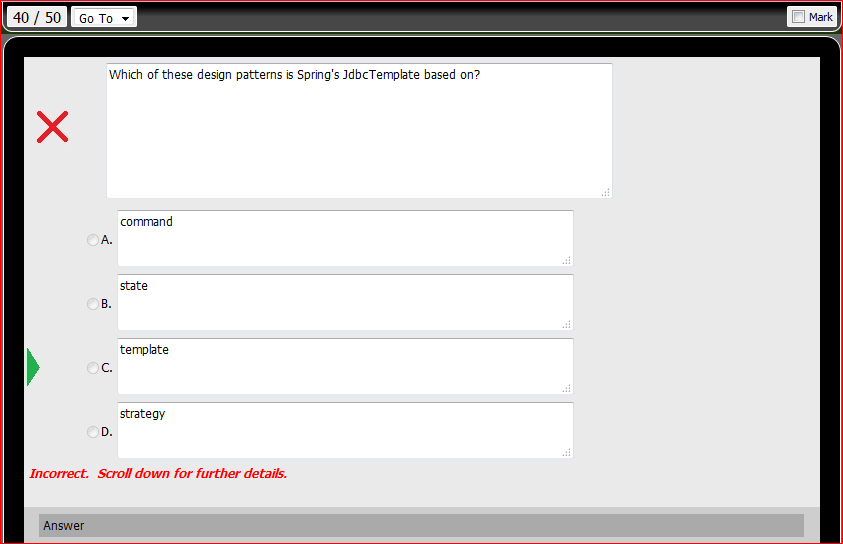 40 / 50 Go To Mark
Which of these design patterns is Spring's JdbcTemplate based on?
A. command
B. state
C. template
D. strategy
Incorrect. Scroll down for further details.
Answer